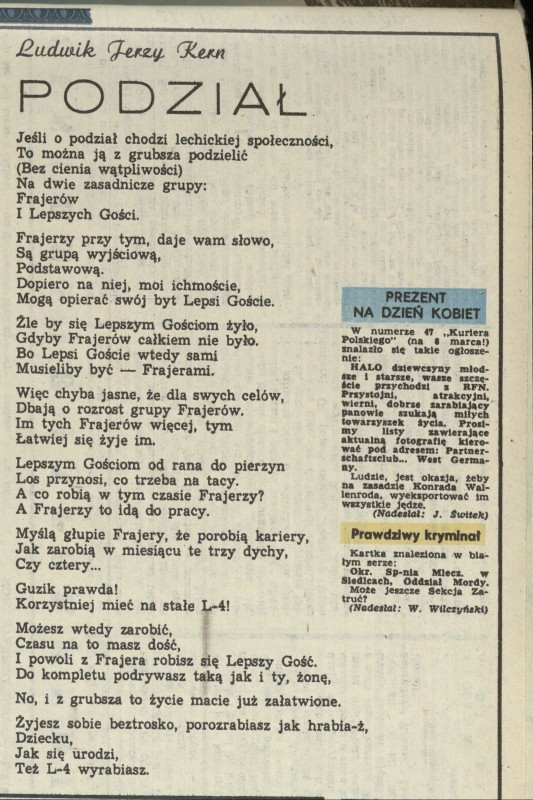 Ludwik Jerzy Kern
PODZIAŁ
Jeśli o podział chodzi lechickiej społeczności,
To można ją z grubsza podzielić
(Bez cienia wątpliwości)
Na dwie zasadnicze grupy:
Frajerów
I Lepszych Gości.
Frajerzy przy tym, daje wam słowo,
Są grupą wyjściową,
Podstawową.
Dopiero na niej, moi ichmoście,
Mogą opierać swój byt Lepsi Goście.
Źle by się Lepszym Gościom żyło,
Gdyby Frajerów całkiem nie było.
Bo Lepsi Goście wtedy sami
Musieliby być — Frajerami.
Więc chyba jasne, że dla swych celów,
Dbają o rozrost grupy Frajerów.
Im tych Frajerów więcej, tym
Łatwiej się żyje im.
Lepszym Gościom od rana do pierzyn
Los przynosi, co trzeba na tacy.
A co robią w tym czasie Frajerzy?
A Frajerzy to idą do pracy.
Myślą głupie Frajery, że porobią kariery,
Jak zarobią w miesiącu te trzy dychy,
Czy cztery...
Guzik prawda!
Korzystniej mieć na stałe L-4!
Możesz wtedy zarobić,
Czasu na to masz dość,
I powoli z Frajera robisz się Lepszy Gość.
Do kompletu podrywasz taką jak i ty, żonę,
No, i z grubsza to życie macie już załatwione.
Żyjesz sobie beztrosko, porozrabiasz jak hrabia-ż,
Dziecku,
Jak się urodzi,
Też L-4 wyrabiasz.
PREZENT
NA DZIEŃ KOBIET
W numerze 47 „Kuriera
Polskiego" (na 8 marca!)
znalazło się takie ogłosze-
nie:
HALO dziewczyny młod-
sze i starsze, wasze szczę-
ście przychodzi z RFN.
Przystojni, atrakcyjni,
wierni, dobrze zarabiający
panowie szukają miłych
towarzyszek życia. Prosi-
my listy zawierające
aktualną fotografię kiero-
wać pod adresem: Partner-
schaftsclub... West Germa-
ny.
Ludzie, jest okazja, żeby
na zasadzie Konrada Wal-
lenroda, wyeksportować im
wszystkie jędze.
(Nadesłał: J. Świtek)
Prawdziwy kryminał
Kartka znaleziona w bia-
łym serze:
Okr. Sp-nia Mlecz. w
Siedlcach, Oddział Mordy.
Może jeszcze Sekcja Za-
truć?
(Nadesłał: W. Wilczyński)